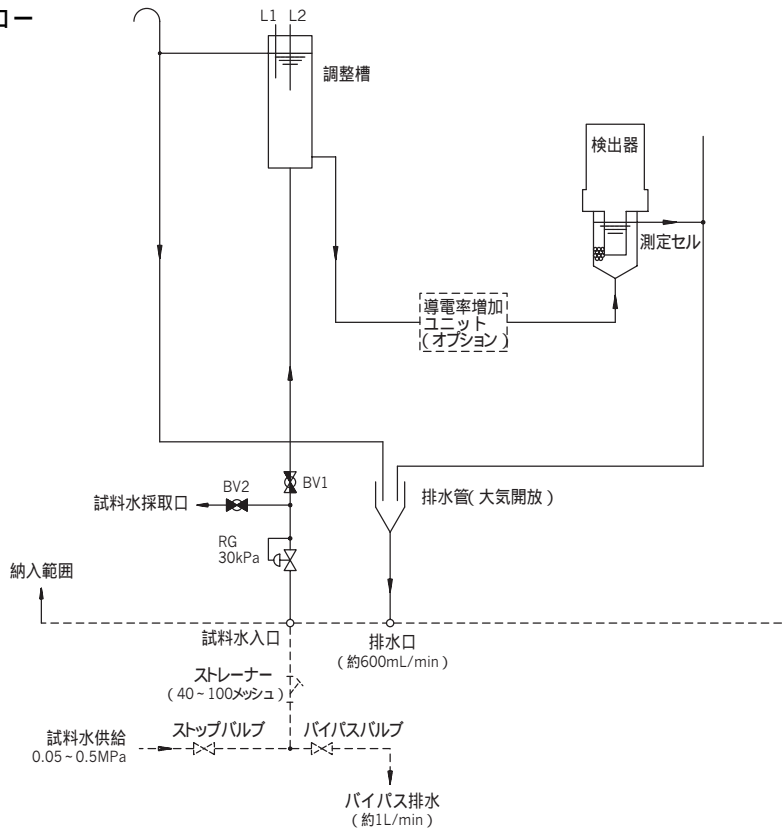 ロー
L1 L2
調整槽
検出器
測定セル
導電率増加
ユニット
(オプション)
BV1
BV2
試料水採取口
排水管(大気開放)
RG
30kPa
納入範囲
試料水入口
排水口
(約600mL/min)
ストレーナー
(40~100メッシュ)
試料水供給
0.05~0.5MPa
ストップバルブ
バイパスバルブ
バイパス排水
(約1L/min)